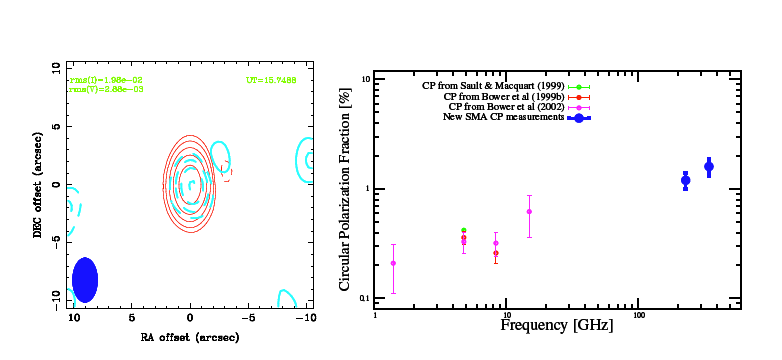 rms(I)=1.98e-02
UT=15.7488
rms(V)=3.68e-03
10
5
0
-5
-10
10
5
0
-5
-10
DEC offset (arcsec)
RA offset (arcsec)
CP from Sault & Macquart (1999)
CP from Bower et al (1999b)
CP from Bower et al (2002)
New SMA CP measurements
10
1
0.1
1
10
100
Circular Polarization Fraction [%]
Frequency [GHz]